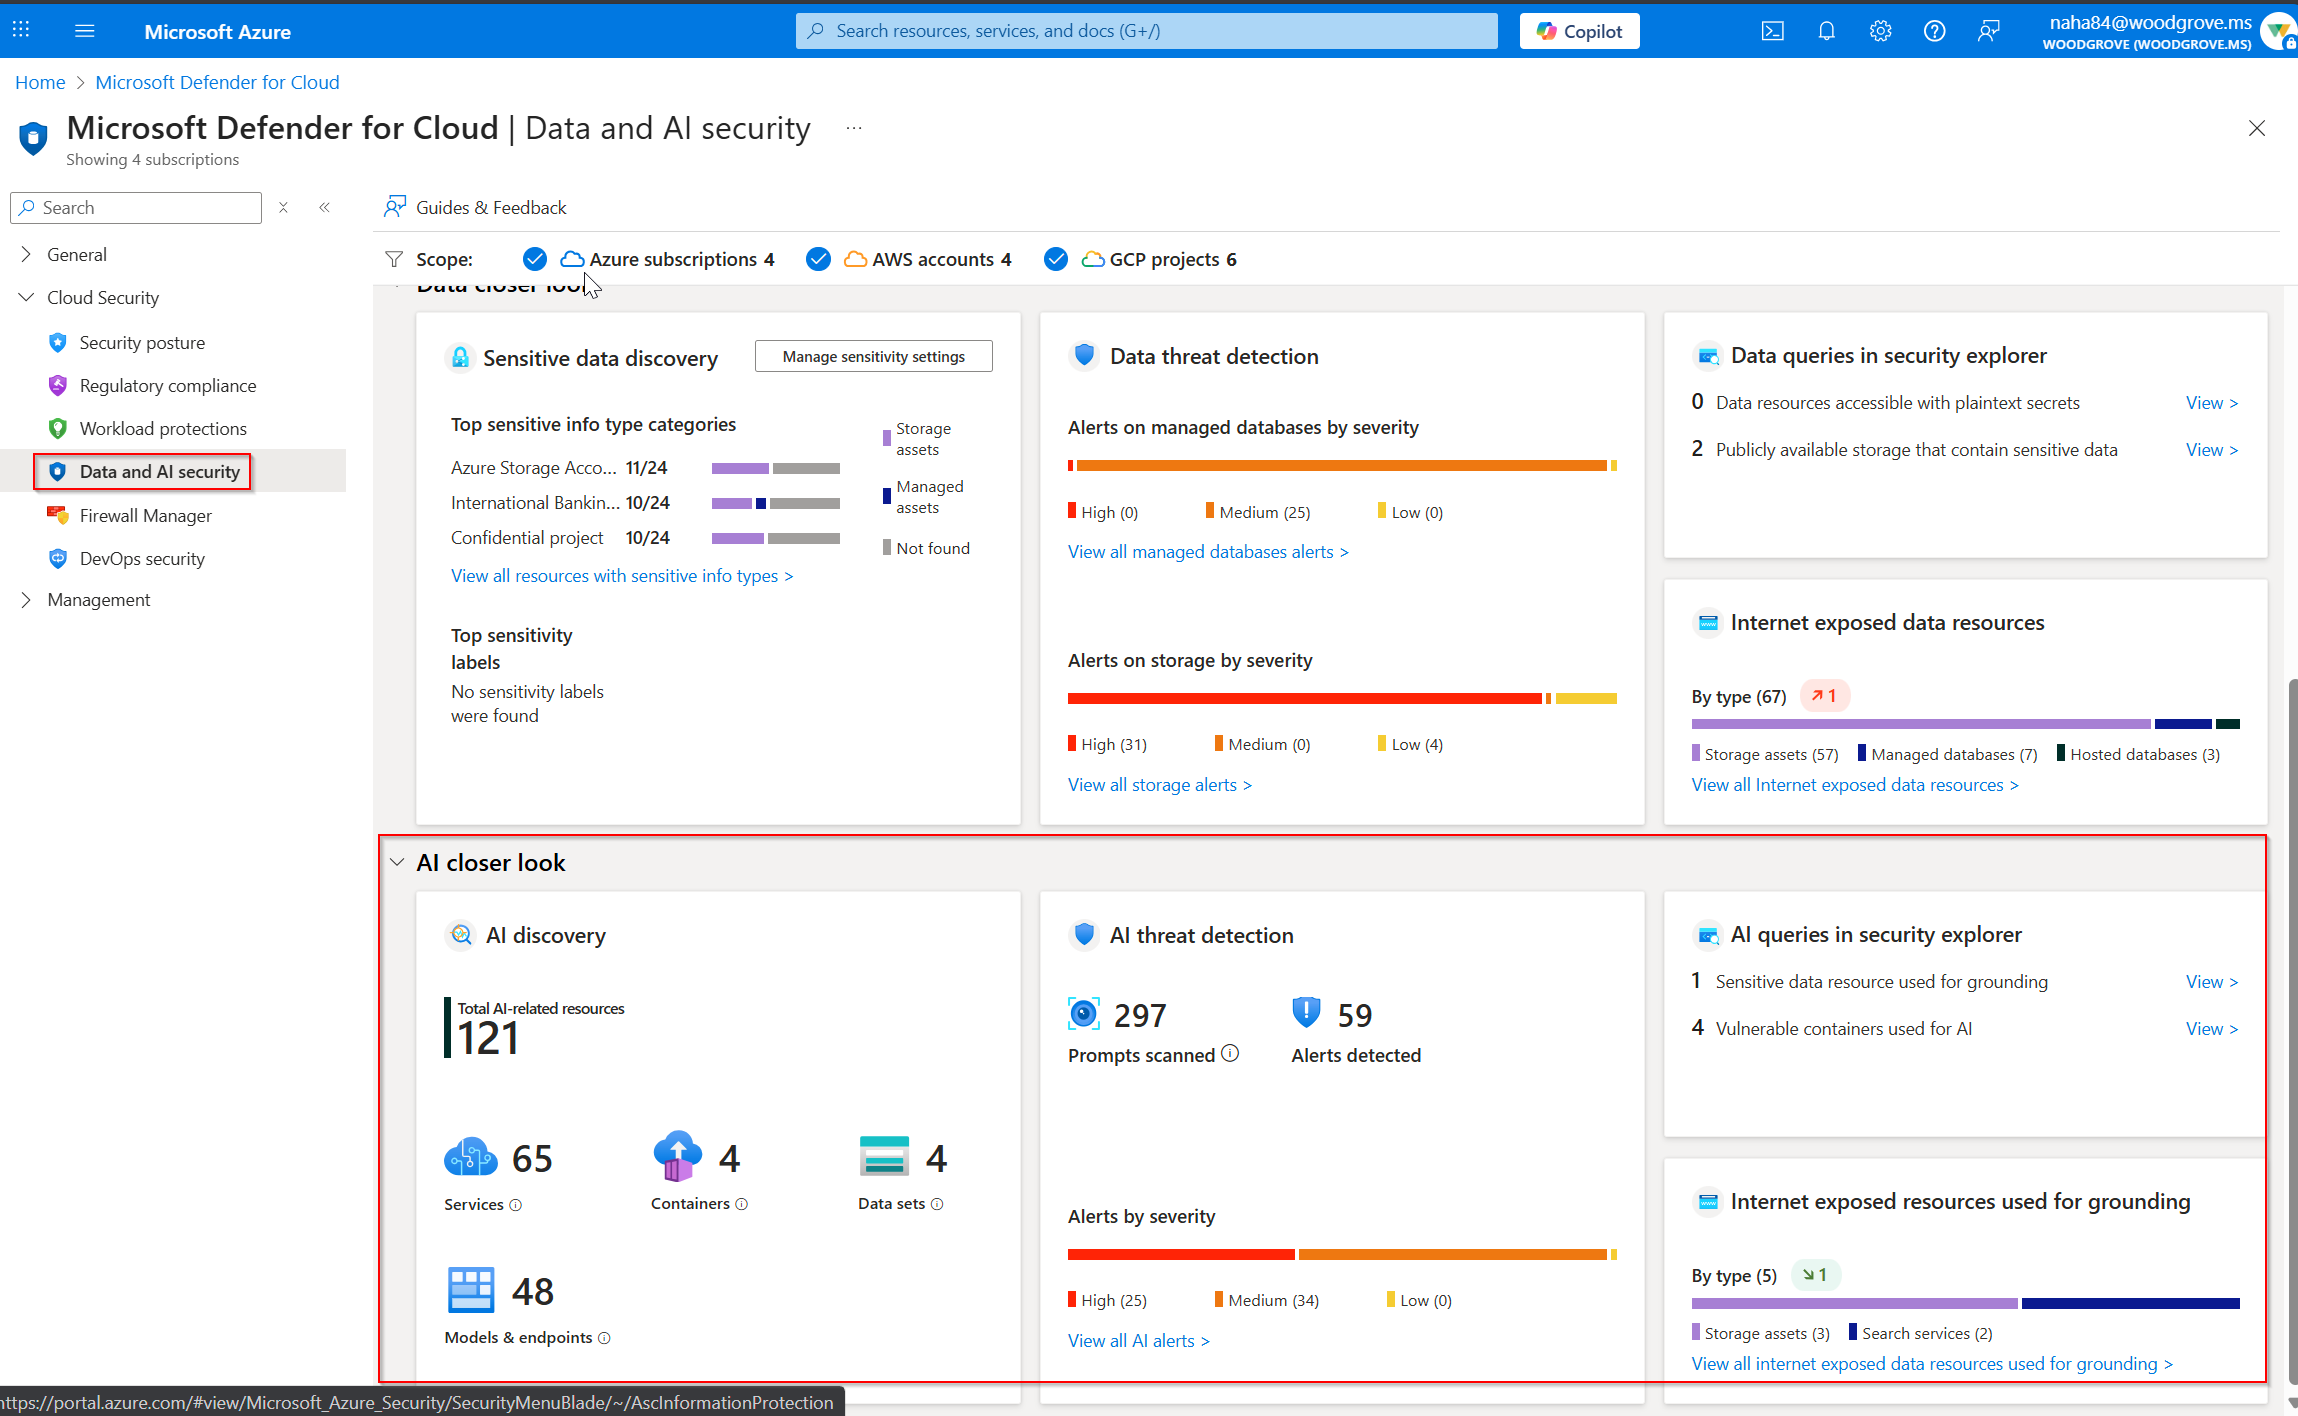 Microsoft Azure
Search resources, services, and docs (G+/)
Copilot
naha84@woodgrove.ms
WOODGROVE (WOODGROVE.MS)
Home > Microsoft Defender for Cloud
Microsoft Defender for Cloud | Data and AI security ...
Showing 4 subscriptions
Search
General
Cloud Security
Security posture
Regulatory compliance
Workload protections
Data and AI security
Firewall Manager
DevOps security
Management
Guides & Feedback
Scope: Azure subscriptions 4 AWS accounts 4 GCP projects 6
Data closer look
Sensitive data discovery
Manage sensitivity settings
Top sensitive info type categories
Azure Storage Acco... 11/24
International Bankin... 10/24
Confidential project 10/24
Storage
assets
Managed
assets
Not found
View all resources with sensitive info types >
Top sensitivity
labels
No sensitivity labels
were found
Data threat detection
Alerts on managed databases by severity
High (0) Medium (25) Low (0)
View all managed databases alerts >
Alerts on storage by severity
High (31) Medium (0) Low (4)
View all storage alerts >
Data queries in security explorer
0 Data resources accessible with plaintext secrets View >
2 Publicly available storage that contain sensitive data View >
Internet exposed data resources
By type (67) 1
Storage assets (57) Managed databases (7) Hosted databases (3)
View all Internet exposed data resources >
AI closer look
AI discovery
Total AI-related resources
121
65
Services
4
Containers
4
Data sets
48
Models & endpoints
AI threat detection
297
Prompts scanned
59
Alerts detected
Alerts by severity
High (25) Medium (34) Low (0)
View all AI alerts >
AI queries in security explorer
1 Sensitive data resource used for grounding View >
4 Vulnerable containers used for AI View >
Internet exposed resources used for grounding
By type (5) 1
Storage assets (3) Search services (2)
View all internet exposed data resources used for grounding >
https://portal.azure.com/#view/Microsoft_Azure_Security/SecurityMenuBlade/~/AscInformationProtection